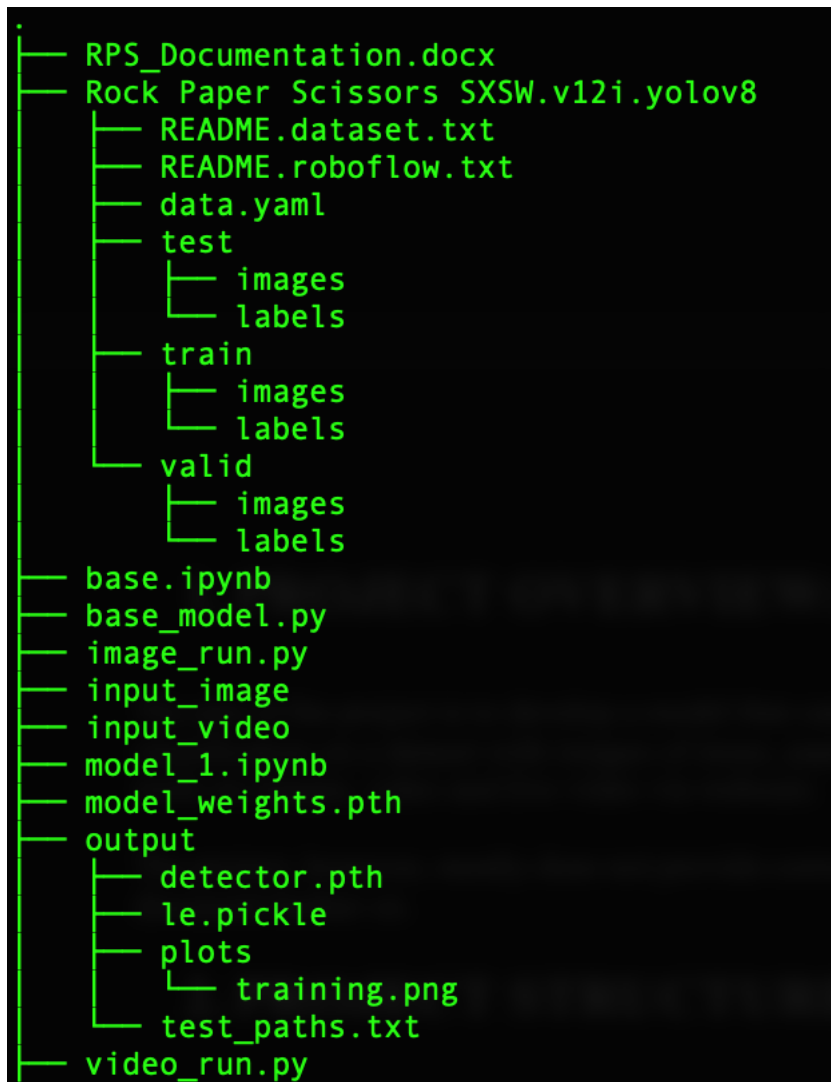 .
├── RPS_Documentation.docx
├── Rock Paper Scissors SXSW.v12i.yolov8
│   ├── README.dataset.txt
│   ├── README.roboflow.txt
│   ├── data.yaml
│   ├── test
│   │   ├── images
│   │   └── labels
│   ├── train
│   │   ├── images
│   │   └── labels
│   └── valid
│       ├── images
│       └── labels
├── base.ipynb
├── base_model.py
├── image_run.py
├── input_image
├── input_video
├── model_1.ipynb
├── model_weights.pth
├── output
│   ├── detector.pth
│   ├── le.pickle
│   ├── plots
│   │   └── training.png
│   └── test_paths.txt
├── video_run.py